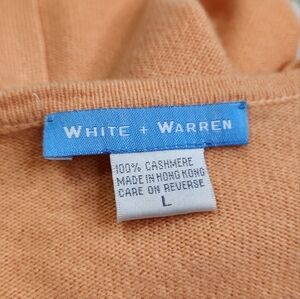 WHITE + WARREN
100% CASHMERE
MADE IN HONG KONG
CARE ON REVERSE
L